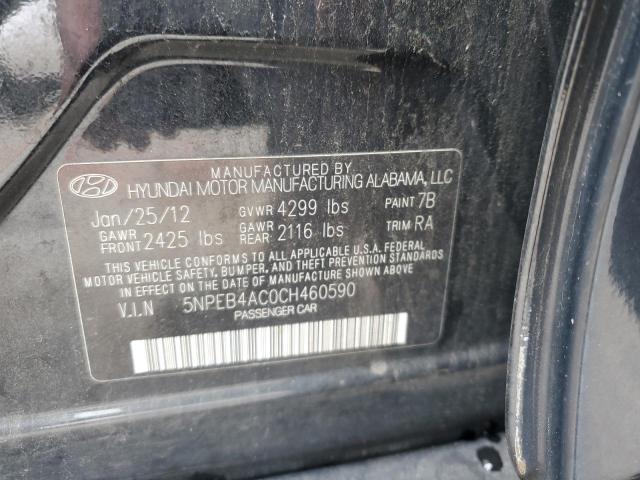 MANUFACTURED BY
HYUNDAI MOTOR MANUFACTURING ALABAMA, LLC
Jan/25/12 GVWR 4299 lbs PAINT 7B
GAWR FRONT 2425 lbs GAWR REAR 2116 lbs TRIM RA
THIS VEHICLE CONFORMS TO ALL APPLICABLE U.S.A. FEDERAL
MOTOR VEHICLE SAFETY, BUMPER, AND THEFT PREVENTION STANDARDS
IN EFFECT ON THE DATE OF MANUFACTURE SHOWN ABOVE.
V.I.N 5NPEB4AC0CH460590
PASSENGER CAR